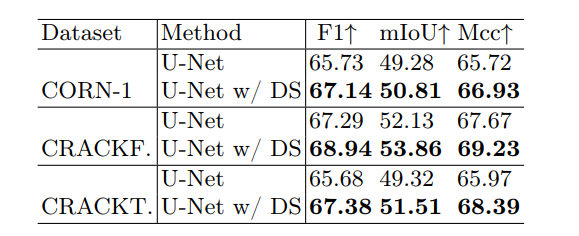 Dataset Method F1↑ mIoU↑ Mcc↑
U-Net 65.73 49.28 65.72
CORN-1 U-Net w/ DS 67.14 50.81 66.93
U-Net 67.29 52.13 67.67
CRACKF. U-Net w/ DS 68.94 53.86 69.23
U-Net 65.68 49.32 65.97
CRACKT. U-Net w/ DS 67.38 51.51 68.39